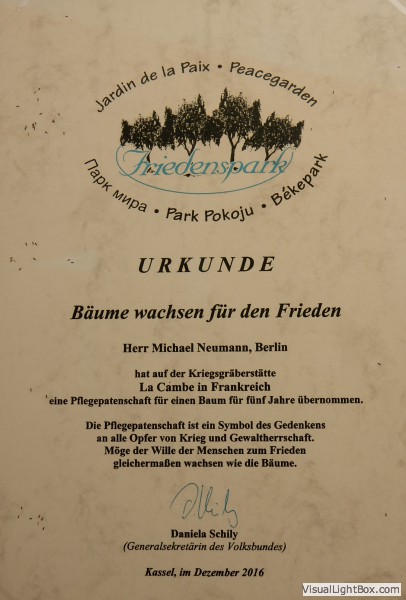 Jardin de la Paix • Peacegarden
Friedenspark
Парк мира • Park Pokoju • Békepark
URKUNDE
Bäume wachsen für den Frieden
Herr Michael Neumann, Berlin
hat auf der Kriegsgräberstätte
La Cambe in Frankreich
eine Pflegepatenschaft für einen Baum für fünf Jahre übernommen.
Die Pflegepatenschaft ist ein Symbol des Gedenkens
an alle Opfer von Krieg und Gewaltherrschaft.
Möge der Wille der Menschen zum Frieden
gleichermaßen wachsen wie die Bäume.
Daniela Schily
(Generalsekretärin des Volksbundes)
Kassel, im Dezember 2016
VisualLightBox.com